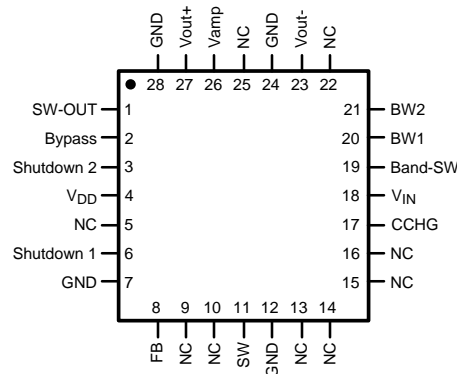 GND Vout+ Vamp NC GND Vout- NC
28 27 26 25 24 23 22
SW-OUT 1 21 BW2
Bypass 2 20 BW1
Shutdown 2 3 19 Band-SW
VDD 4 18 VIN
NC 5 17 CCHG
Shutdown 1 6 16 NC
GND 7 15 NC
8 9 10 11 12 13 14
FB NC NC SW GND NC NC